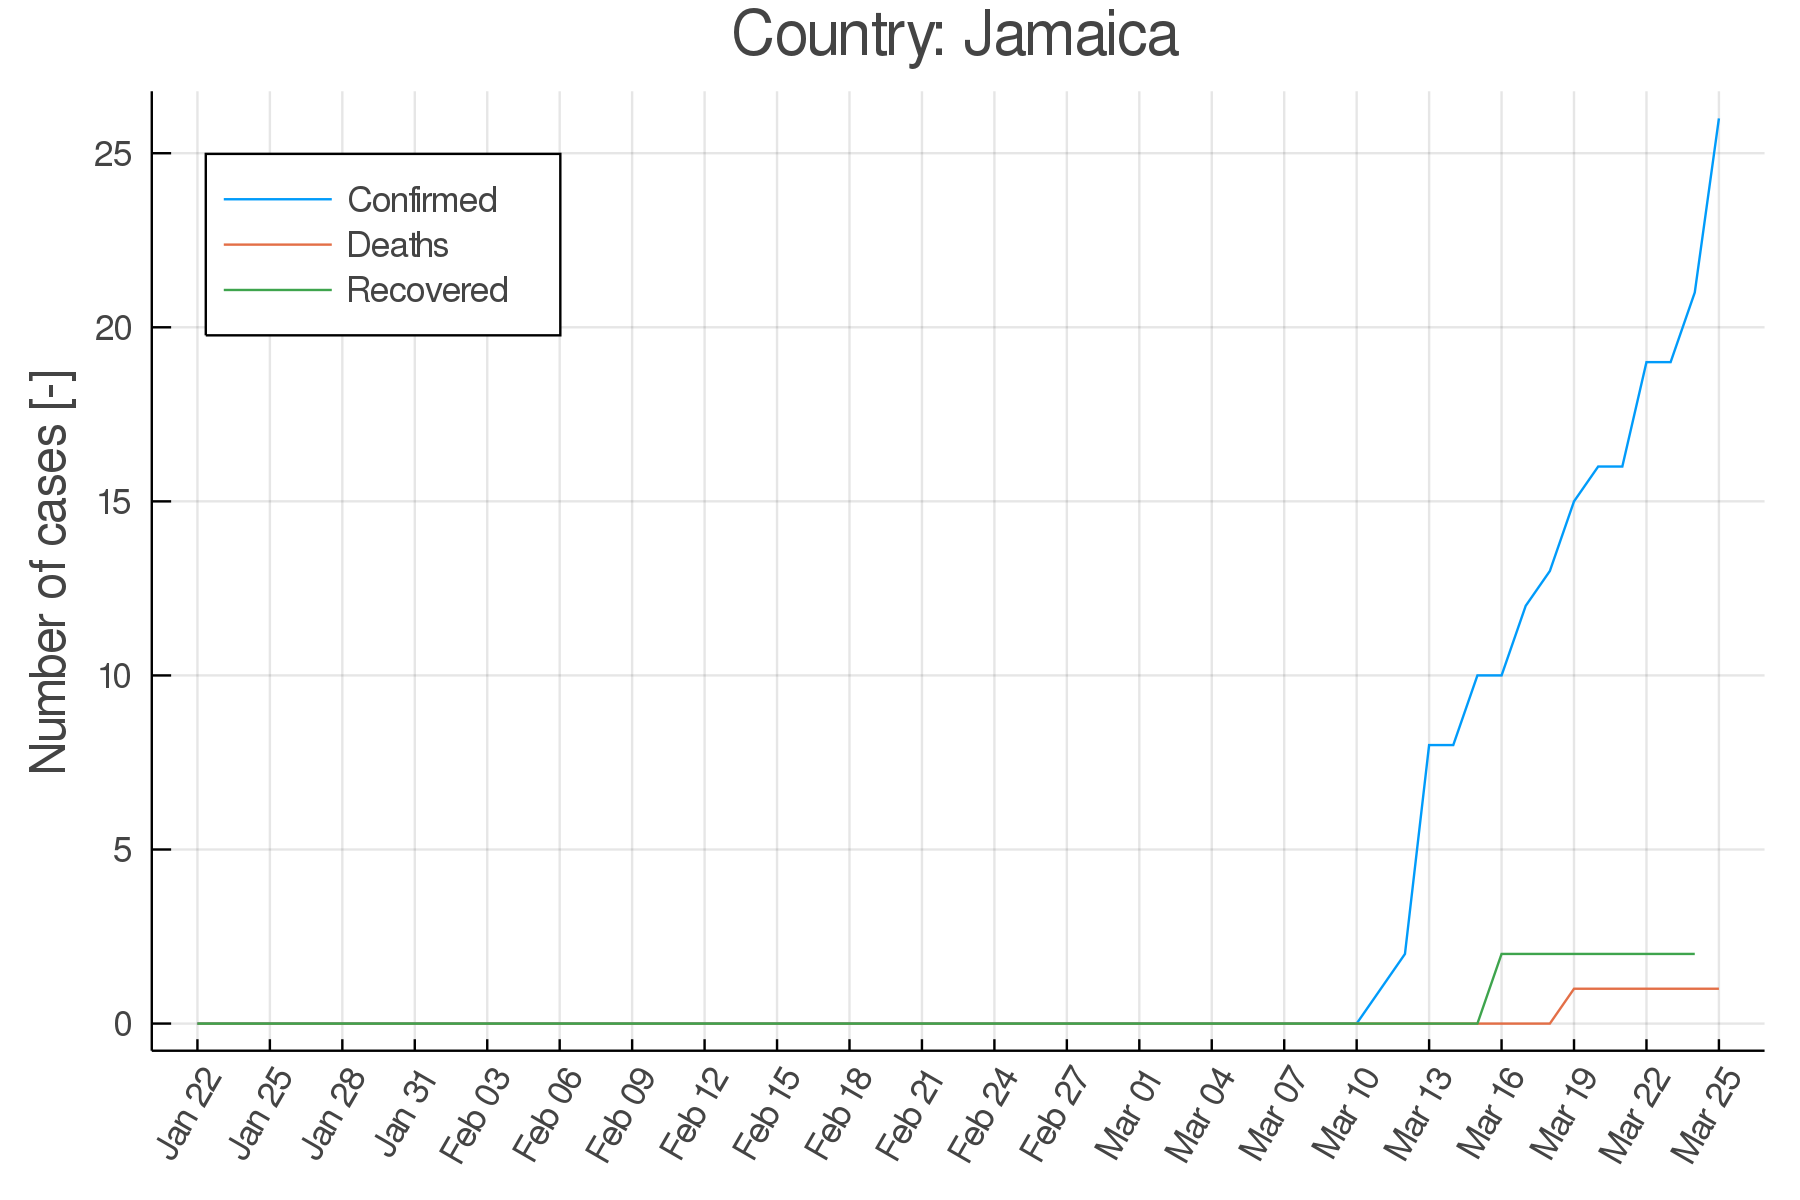 Country: Jamaica
Number of cases [-]
25
20
15
10
5
0
Confirmed
Deaths
Recovered
Jan 22
Jan 25
Jan 28
Jan 31
Feb 03
Feb 06
Feb 09
Feb 12
Feb 15
Feb 18
Feb 21
Feb 24
Feb 27
Mar 01
Mar 04
Mar 07
Mar 10
Mar 13
Mar 16
Mar 19
Mar 22
Mar 25